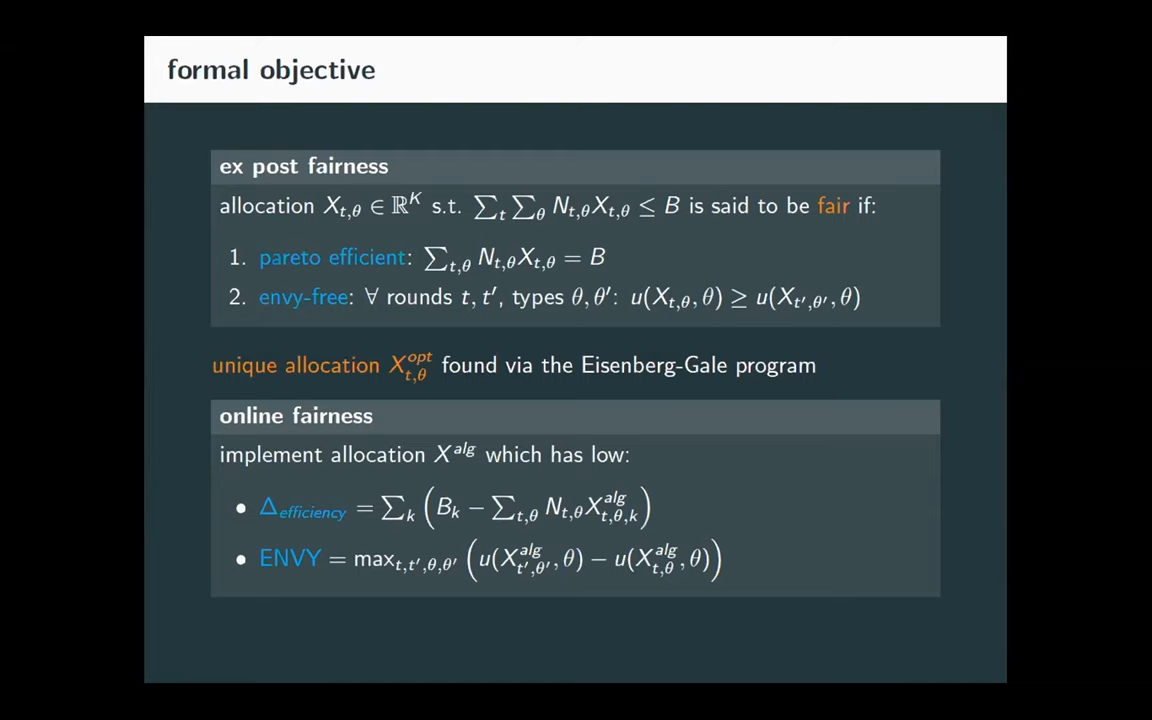 formal objective
ex post fairness
allocation X_{t,θ} ∈ ℝ^K s.t. ∑_t ∑_θ N_{t,θ}X_{t,θ} ≤ B is said to be fair if:
1. pareto efficient: ∑_{t,θ} N_{t,θ}X_{t,θ} = B
2. envy-free: ∀ rounds t, t′, types θ, θ′: u(X_{t,θ}, θ) ≥ u(X_{t′,θ′}, θ)
unique allocation X^{opt}_{t,θ} found via the Eisenberg-Gale program
online fairness
implement allocation X^{alg} which has low:
• Δ_{efficiency} = ∑_k (B_k − ∑_{t,θ} N_{t,θ}X^{alg}_{t,θ,k})
• ENVY = max_{t,t′,θ,θ′} (u(X^{alg}_{t′,θ′}, θ) − u(X^{alg}_{t,θ}, θ))